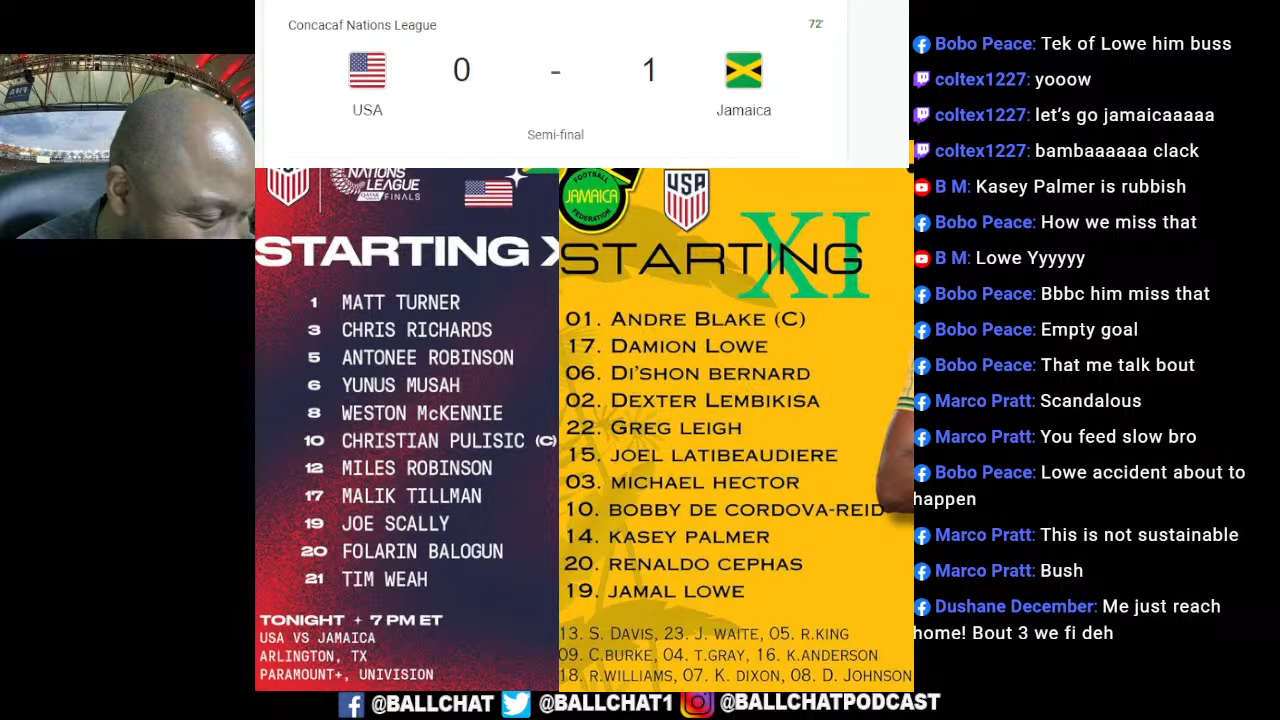 Concacaf Nations League
72'
0 - 1
USA
Jamaica
Semi-final
NATIONS
LEAGUE
FINALS
STARTING X
1 MATT TURNER
3 CHRIS RICHARDS
5 ANTONEE ROBINSON
6 YUNUS MUSAH
8 WESTON McKENNIE
10 CHRISTIAN PULISIC (C)
12 MILES ROBINSON
17 MALIK TILLMAN
19 JOE SCALLY
20 FOLARIN BALOGUN
21 TIM WEAH
TONIGHT + 7 PM ET
USA VS JAMAICA
ARLINGTON, TX
PARAMOUNT+, UNIVISION
FOOTBALL
JAMAICA
FEDERATION
USA
STARTING
XI
01. ANDRE BLAKE (C)
17. DAMION LOWE
06. DI'SHON BERNARD
02. DEXTER LEMBIKISA
22. GREG LEIGH
15. JOEL LATIBEAUDIERE
03. MICHAEL HECTOR
10. BOBBY DE CORDOVA-REID
14. KASEY PALMER
20. RENALDO CEPHAS
19. JAMAL LOWE
13. S. DAVIS, 23. J. WAITE, 05. R.KING
09. C.BURKE, 04. T.GRAY, 16. K.ANDERSON
18. R.WILLIAMS, 07. K. DIXON, 08. D. JOHNSON
Bobo Peace: Tek of Lowe him buss
coltex1227: yooow
coltex1227: let's go jamaicaaaaa
coltex1227: bambaaaaaa clack
B M: Kasey Palmer is rubbish
Bobo Peace: How we miss that
B M: Lowe Yyyyyy
Bobo Peace: Bbbc him miss that
Bobo Peace: Empty goal
Bobo Peace: That me talk bout
Marco Pratt: Scandalous
Marco Pratt: You feed slow bro
Bobo Peace: Lowe accident about to
happen
Marco Pratt: This is not sustainable
Marco Pratt: Bush
Dushane December: Me just reach
home! Bout 3 we fi deh
@BALLCHAT @BALLCHAT1 @BALLCHATPODCAST